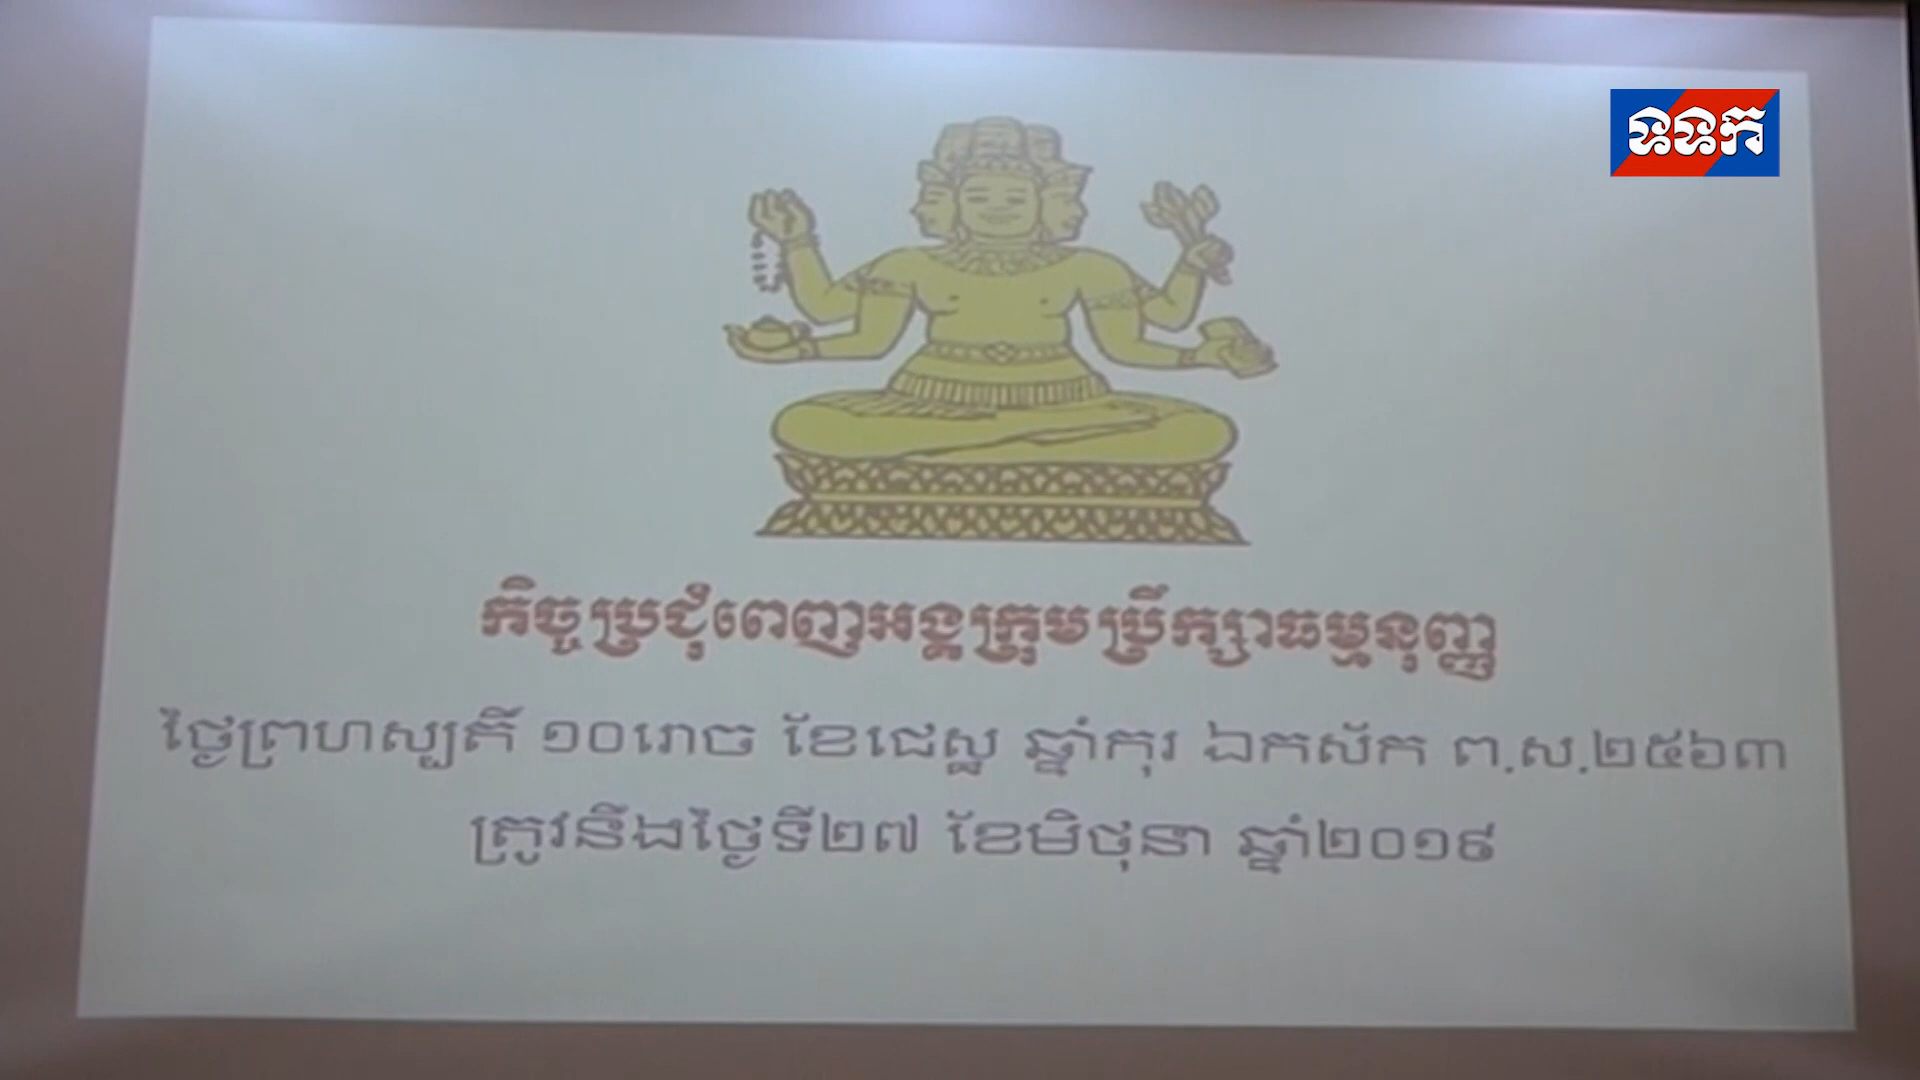 ទទក
កិច្ចប្រជុំពេញអង្គក្រុមប្រឹក្សាធម្មនុញ្ញ
ថ្ងៃព្រហស្បតិ៍ ១០រោច ខែជេស្ឋ ឆ្នាំកុរ ឯកស័ក ព.ស.២៥៦៣
ត្រូវនឹងថ្ងៃទី២៧ ខែមិថុនា ឆ្នាំ២០១៩